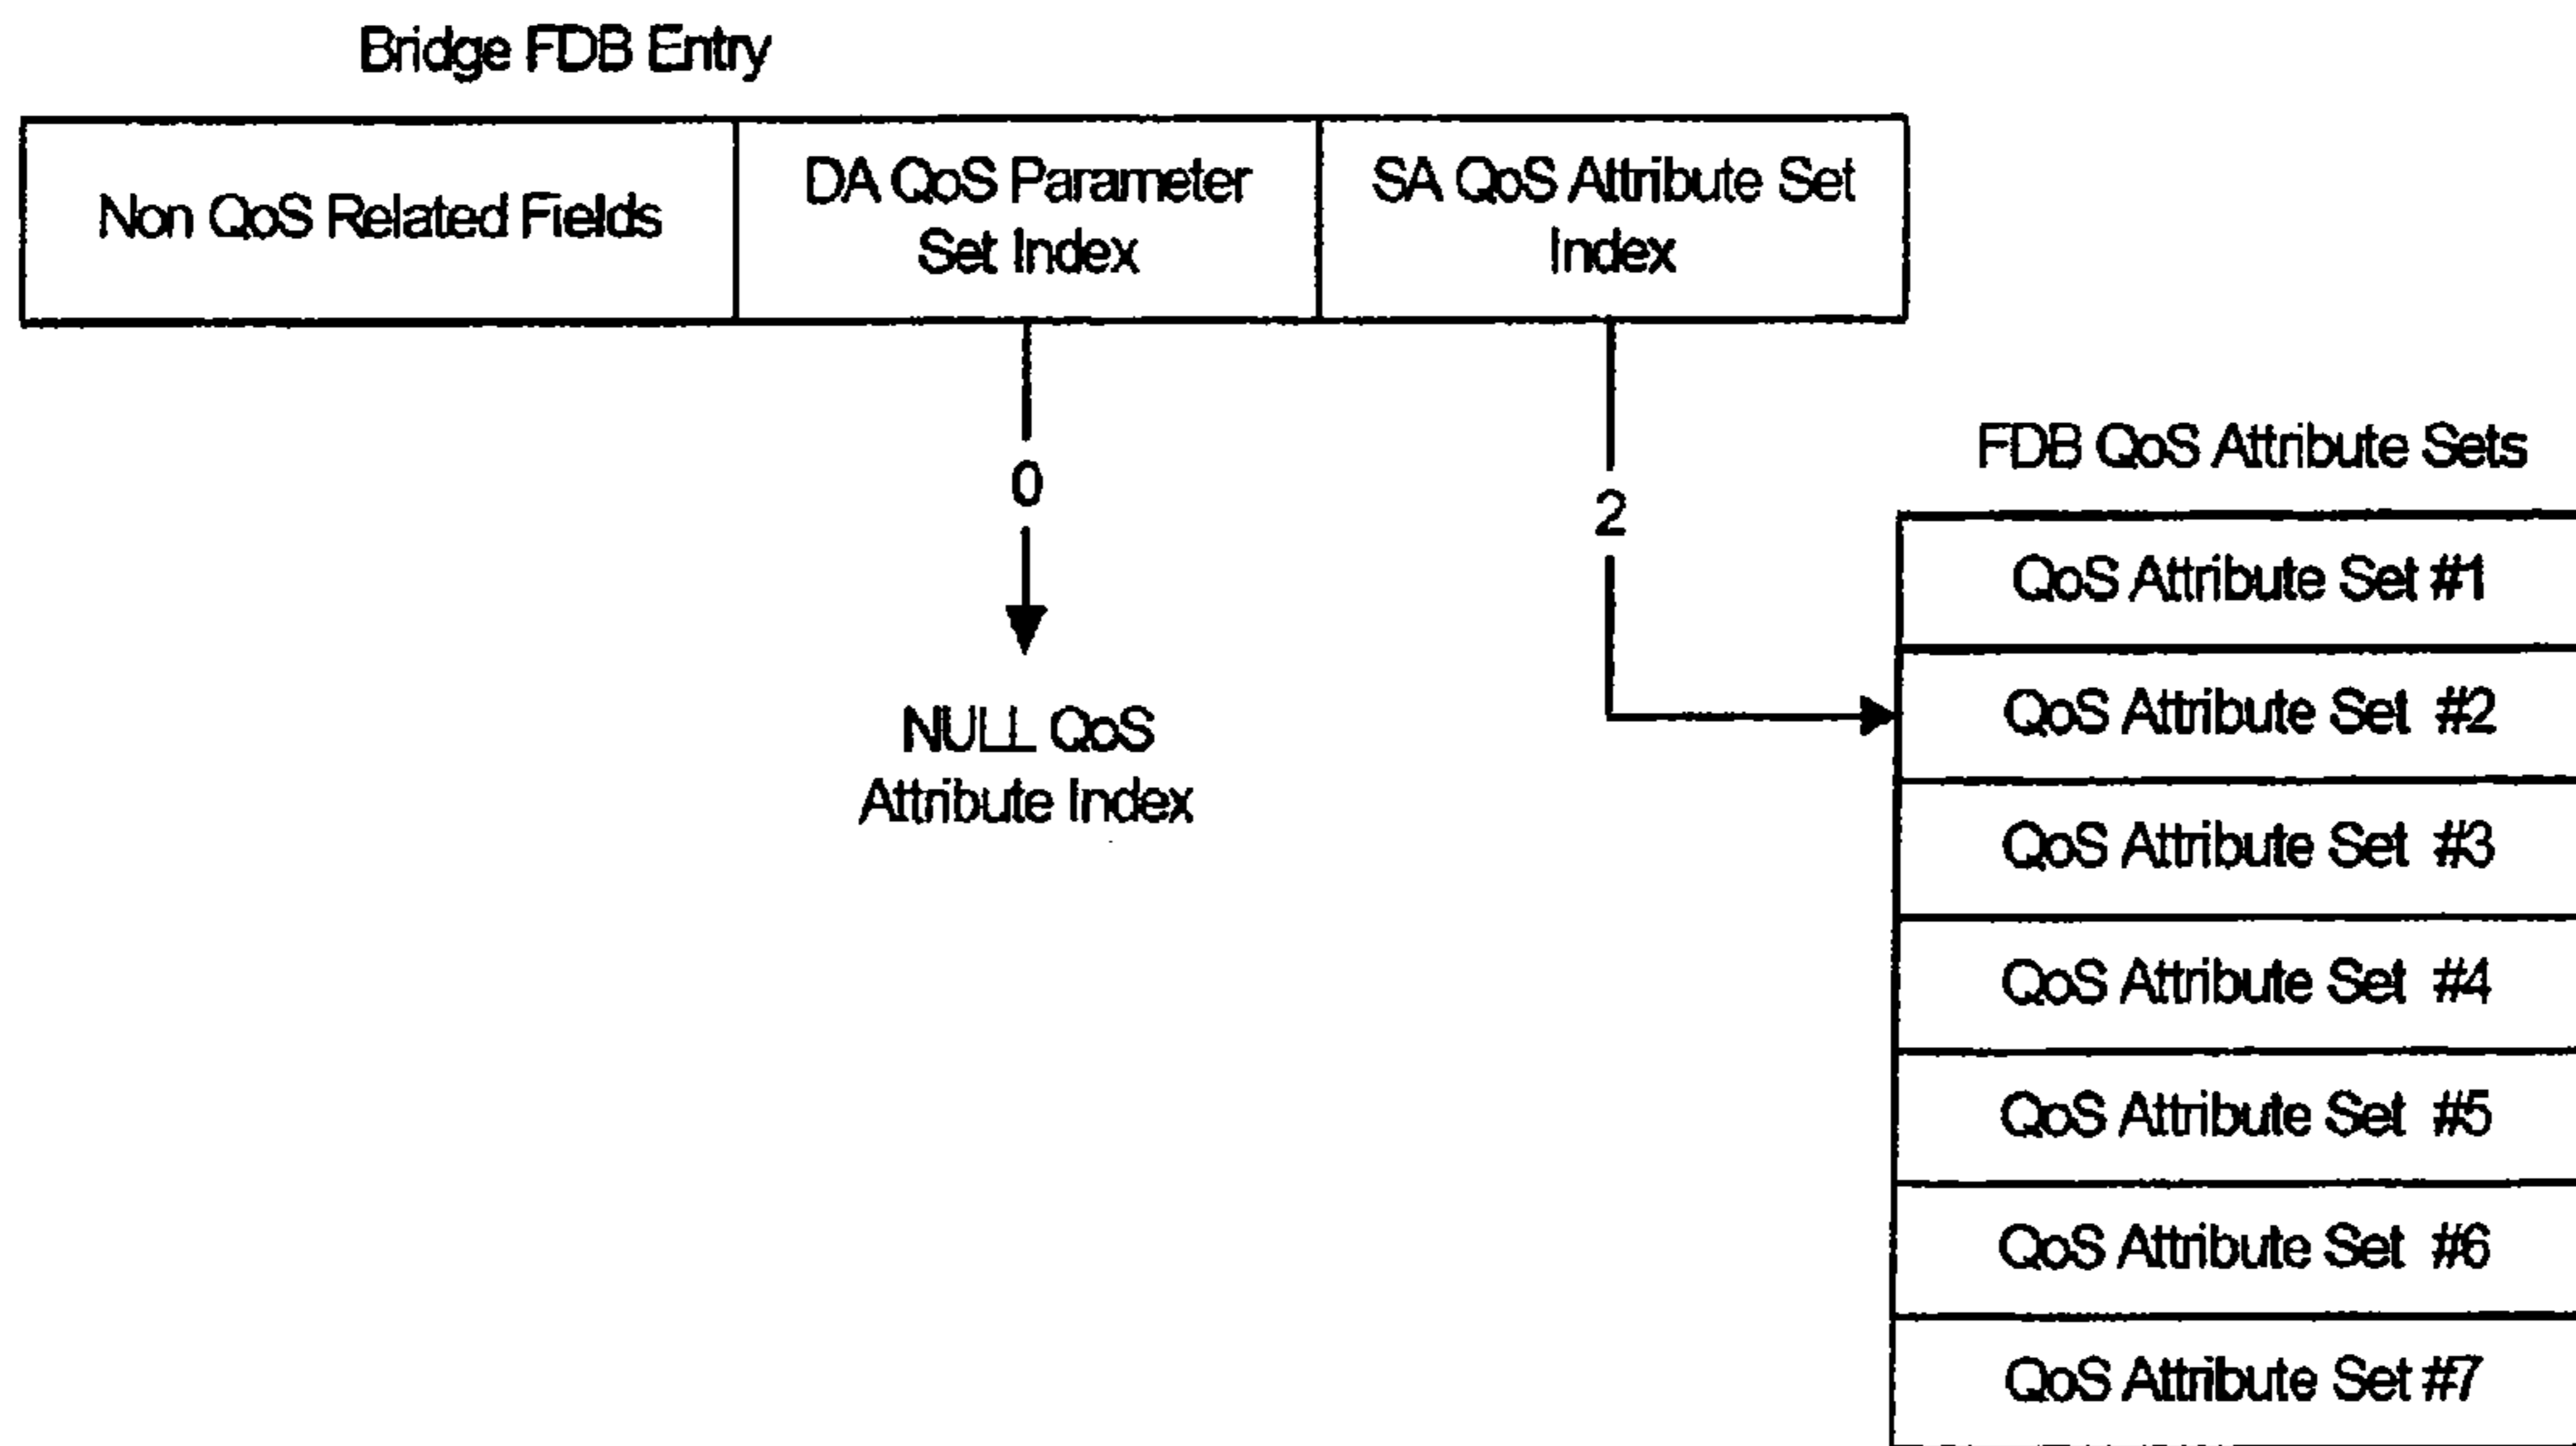 Bridge FDB Entry
Non QoS Related Fields
DA QoS Parameter
Set Index
SA QoS Attribute Set
Index
0
2
NULL QoS
Attribute Index
FDB QoS Attribute Sets
QoS Attribute Set #1
QoS Attribute Set #2
QoS Attribute Set #3
QoS Attribute Set #4
QoS Attribute Set #5
QoS Attribute Set #6
QoS Attribute Set #7